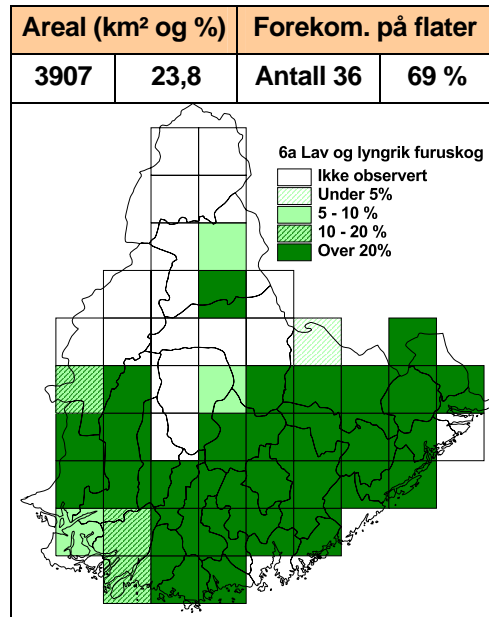 Areal (km² og %) Forekom. på flater
3907 23,8 Antall 36 69 %
6a Lav og lyngrik furuskog
Ikke observert
Under 5%
5 - 10 %
10 - 20 %
Over 20%